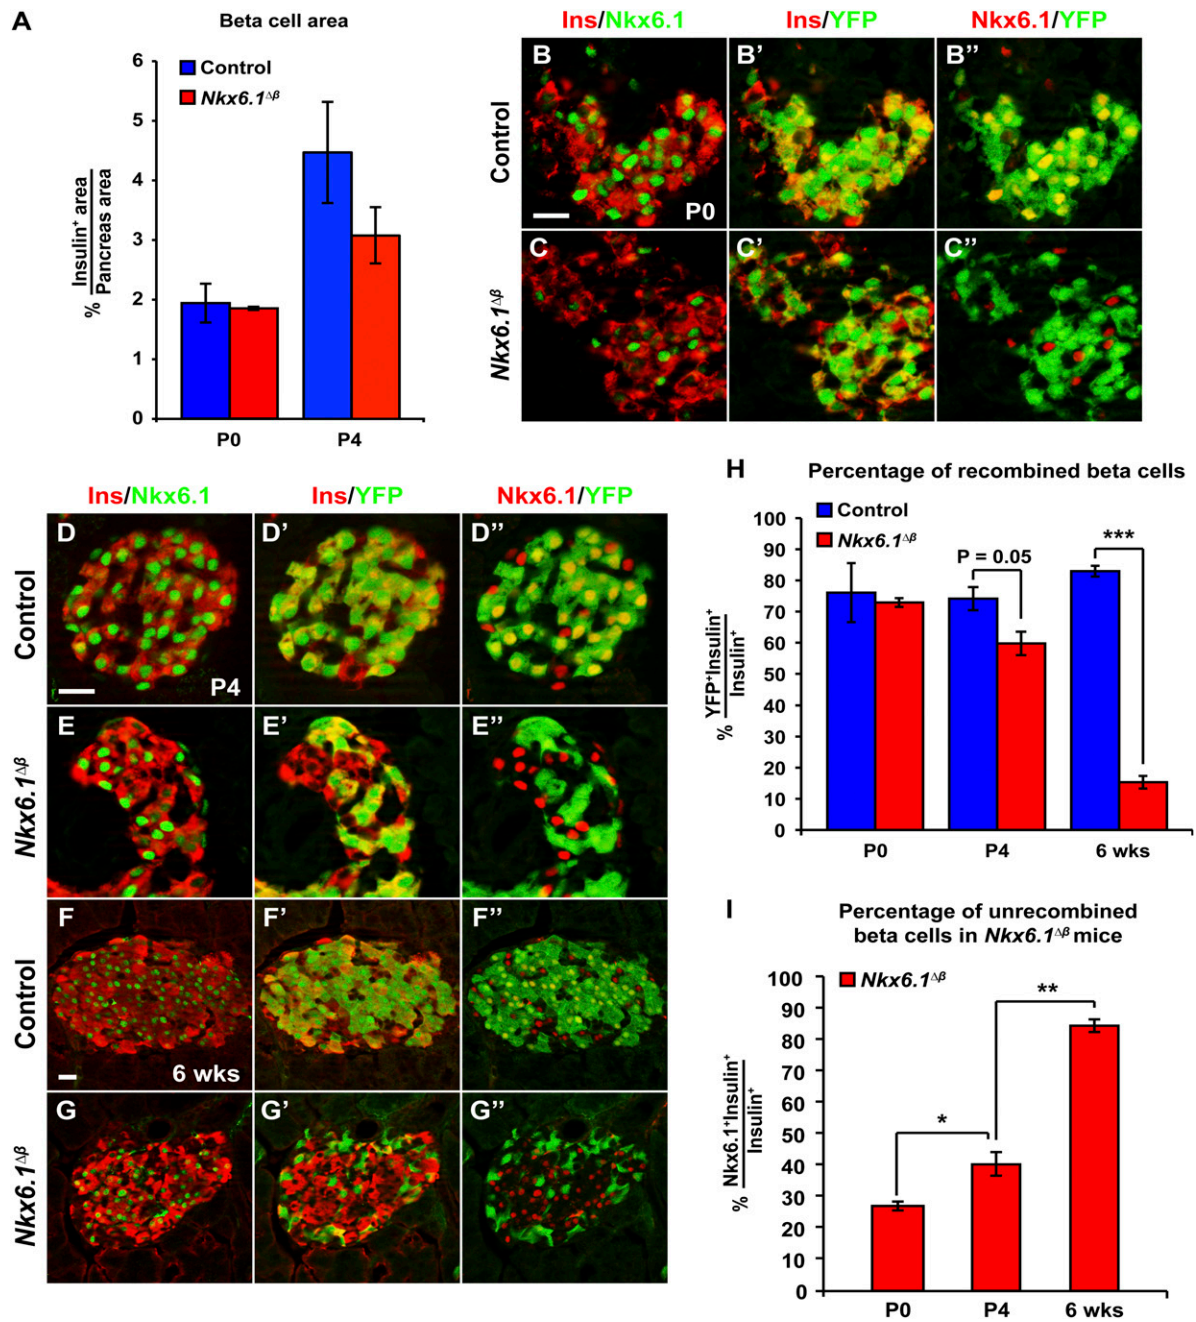 A
Beta cell area
% Insulin⁺ area
Pancreas area
6
5
4
3
2
1
0
Control
Nkx6.1Δβ
P0
P4
Ins/Nkx6.1
Ins/YFP
Nkx6.1/YFP
Control
B
B'
B''
P0
Nkx6.1Δβ
C
C'
C''
Ins/Nkx6.1
Ins/YFP
Nkx6.1/YFP
Control
D
D'
D''
P4
Nkx6.1Δβ
E
E'
E''
Control
F
F'
F''
6 wks
Nkx6.1Δβ
G
G'
G''
H
Percentage of recombined beta cells
% YFP⁺Insulin⁺
Insulin⁺
100
90
80
70
60
50
40
30
20
10
0
Control
Nkx6.1Δβ
P = 0.05
***
P0
P4
6 wks
I
Percentage of unrecombined
beta cells in Nkx6.1Δβ mice
% Nkx6.1⁺Insulin⁺
Insulin⁺
100
90
80
60
50
40
30
20
10
0
Nkx6.1Δβ
*
**
P0
P4
6 wks